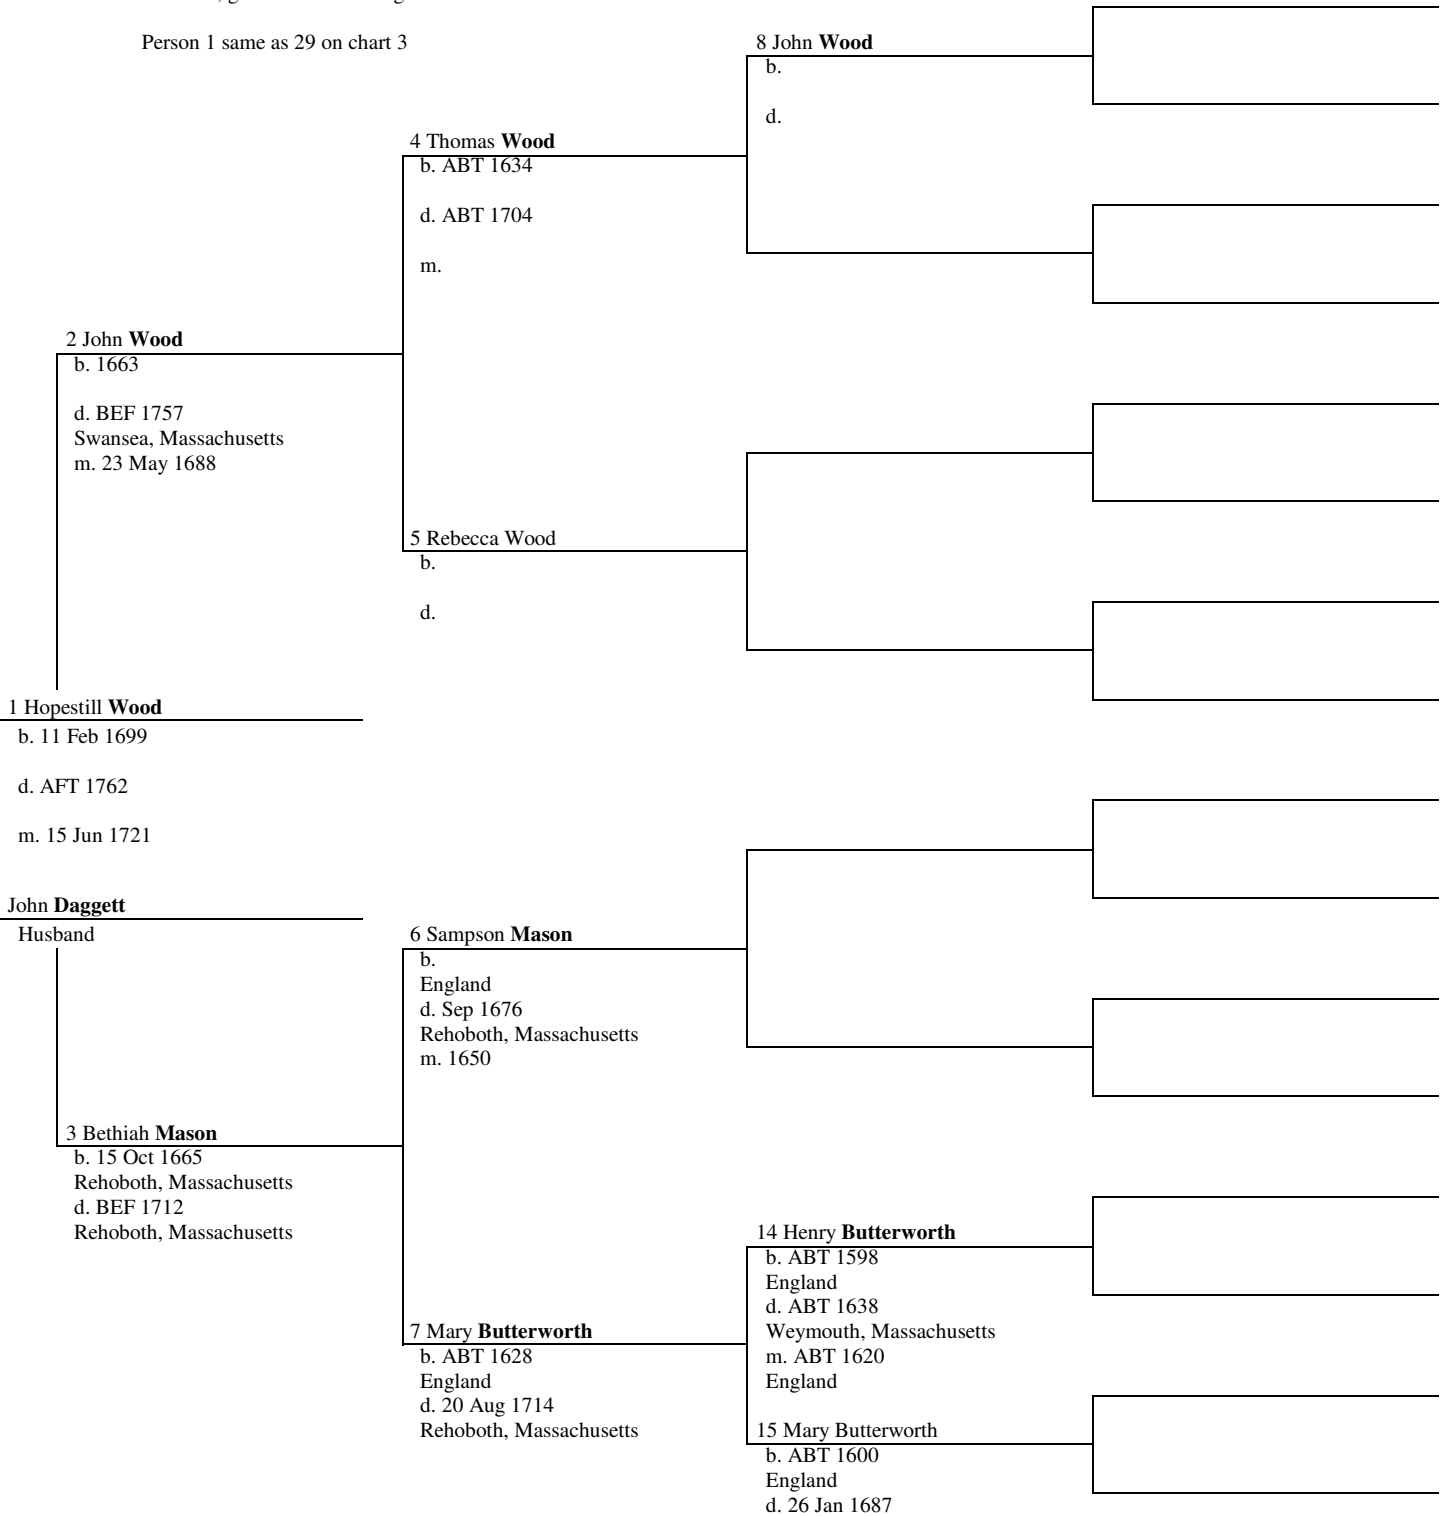 Person 1 same as 29 on chart 3
8 John Wood
b.
d.
4 Thomas Wood
b. ABT 1634
d. ABT 1704
m.
2 John Wood
b. 1663
d. BEF 1757
Swansea, Massachusetts
m. 23 May 1688
5 Rebecca Wood
b.
d.
1 Hopestill Wood
b. 11 Feb 1699
d. AFT 1762
m. 15 Jun 1721
John Daggett
Husband
6 Sampson Mason
b.
England
d. Sep 1676
Rehoboth, Massachusetts
m. 1650
3 Bethiah Mason
b. 15 Oct 1665
Rehoboth, Massachusetts
d. BEF 1712
Rehoboth, Massachusetts
14 Henry Butterworth
b. ABT 1598
England
d. ABT 1638
Weymouth, Massachusetts
m. ABT 1620
England
7 Mary Butterworth
b. ABT 1628
England
d. 20 Aug 1714
Rehoboth, Massachusetts
15 Mary Butterworth
b. ABT 1600
England
d. 26 Jan 1687